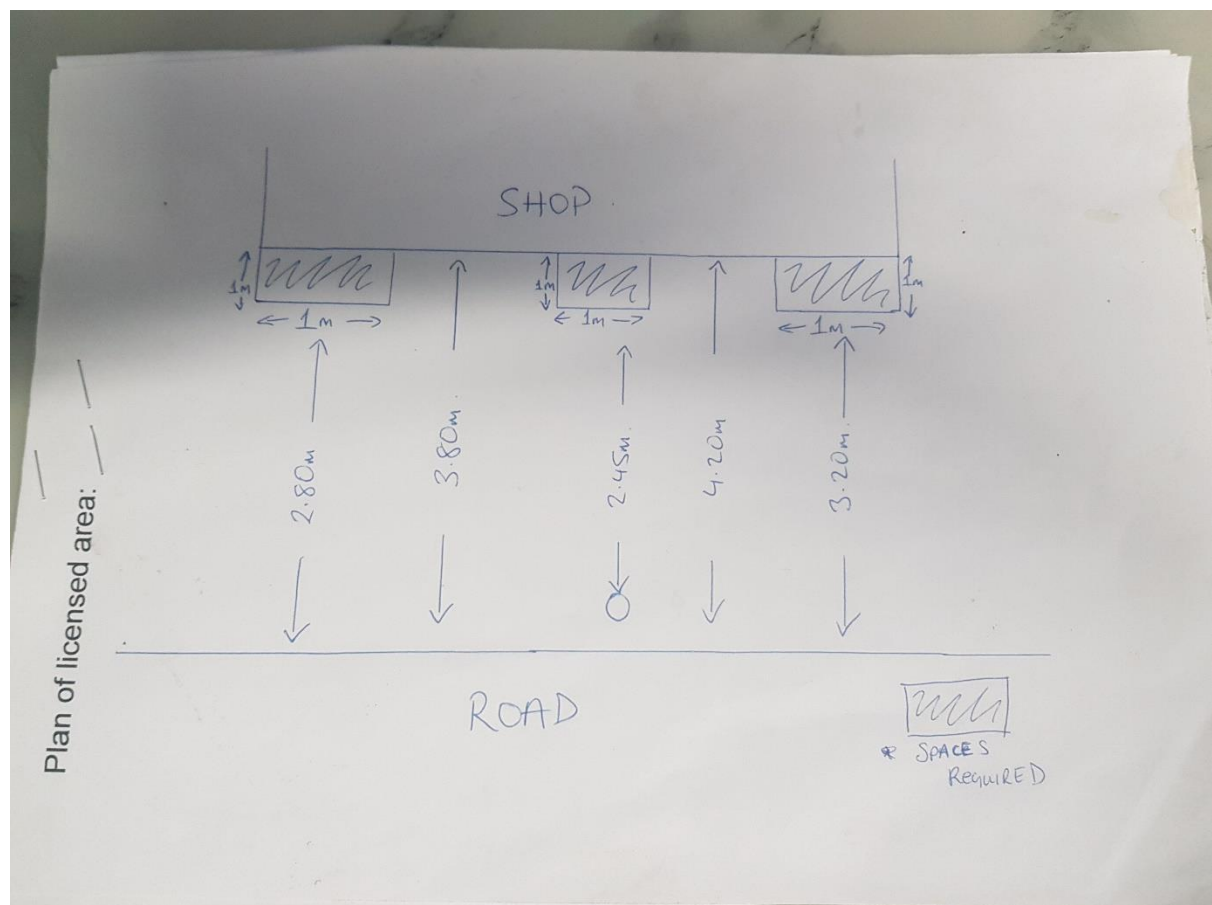 SHOP
1m
1m
1m
1m
1m
1m
2.80m
3.80m.
2.45m.
4.20m
3.20m.
Plan of licensed area:
ROAD
* SPACES
REQUIRED